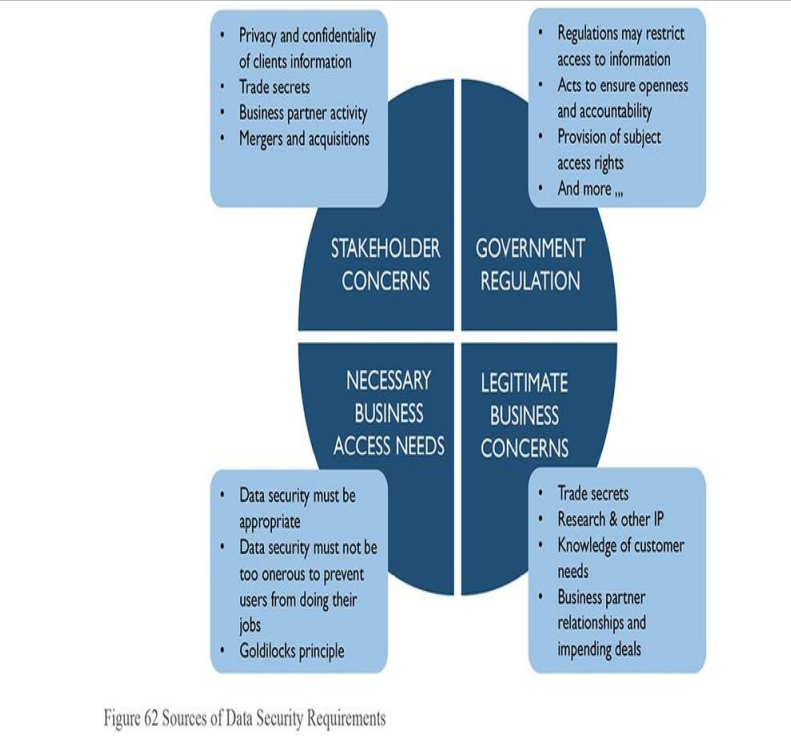 • Privacy and confidentiality
of clients information
• Trade secrets
• Business partner activity
• Mergers and acquisitions
• Regulations may restrict
access to information
• Acts to ensure openness
and accountability
• Provision of subject
access rights
• And more ,,,
STAKEHOLDER
CONCERNS
GOVERNMENT
REGULATION
NECESSARY
BUSINESS
ACCESS NEEDS
LEGITIMATE
BUSINESS
CONCERNS
• Data security must be
appropriate
• Data security must not be
too onerous to prevent
users from doing their
jobs
• Goldilocks principle
• Trade secrets
• Research & other IP
• Knowledge of customer
needs
• Business partner
relationships and
impending deals
Figure 62 Sources of Data Security Requirements